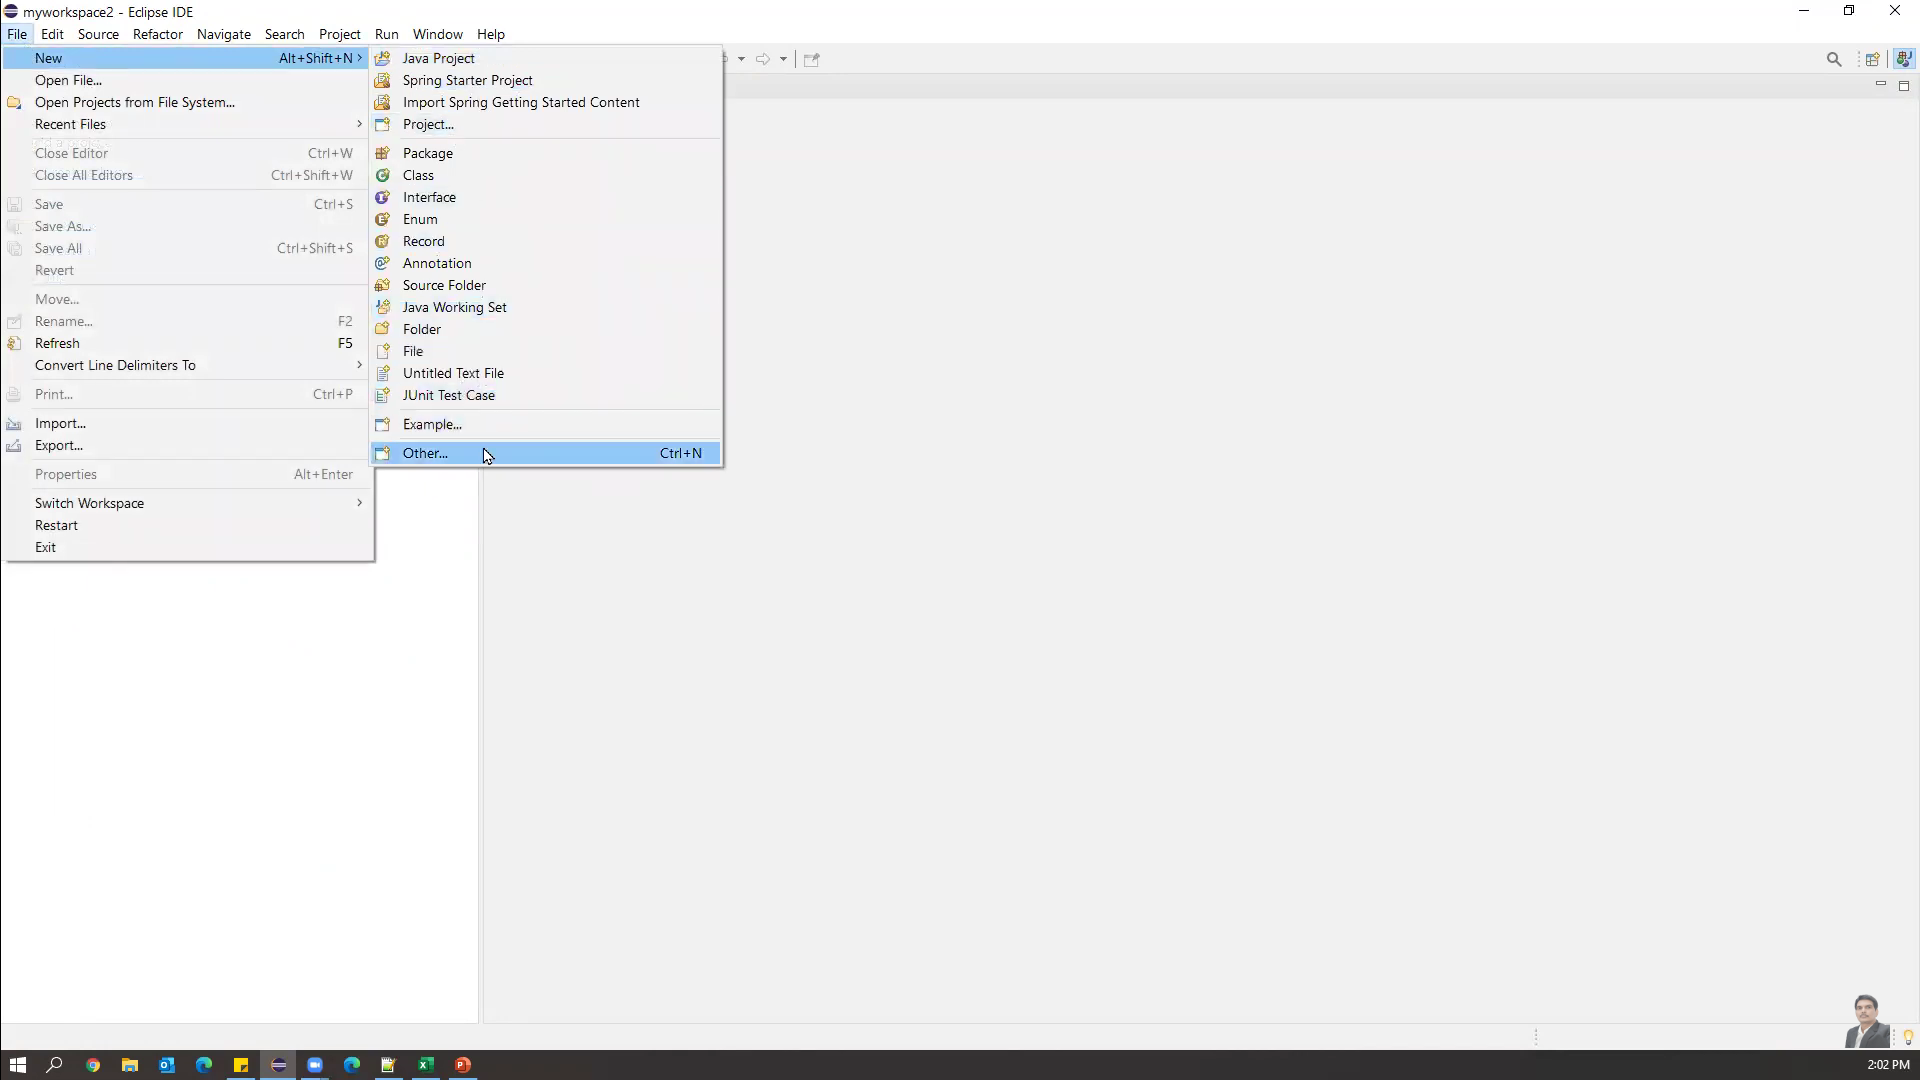 myworkspace2 - Eclipse IDE
File Edit Source Refactor Navigate Search Project Run Window Help
New Alt+Shift+N
Open File...
Open Projects from File System...
Recent Files
Close Editor Ctrl+W
Close All Editors Ctrl+Shift+W
Save Ctrl+S
Save As...
Save All Ctrl+Shift+S
Revert
Move...
Rename... F2
Refresh F5
Convert Line Delimiters To
Print... Ctrl+P
Import...
Export...
Properties Alt+Enter
Switch Workspace
Restart
Exit
Java Project
Spring Starter Project
Import Spring Getting Started Content
Project...
Package
Class
Interface
Enum
Record
Annotation
Source Folder
Java Working Set
Folder
File
Untitled Text File
JUnit Test Case
Example...
Other... Ctrl+N
2:02 PM